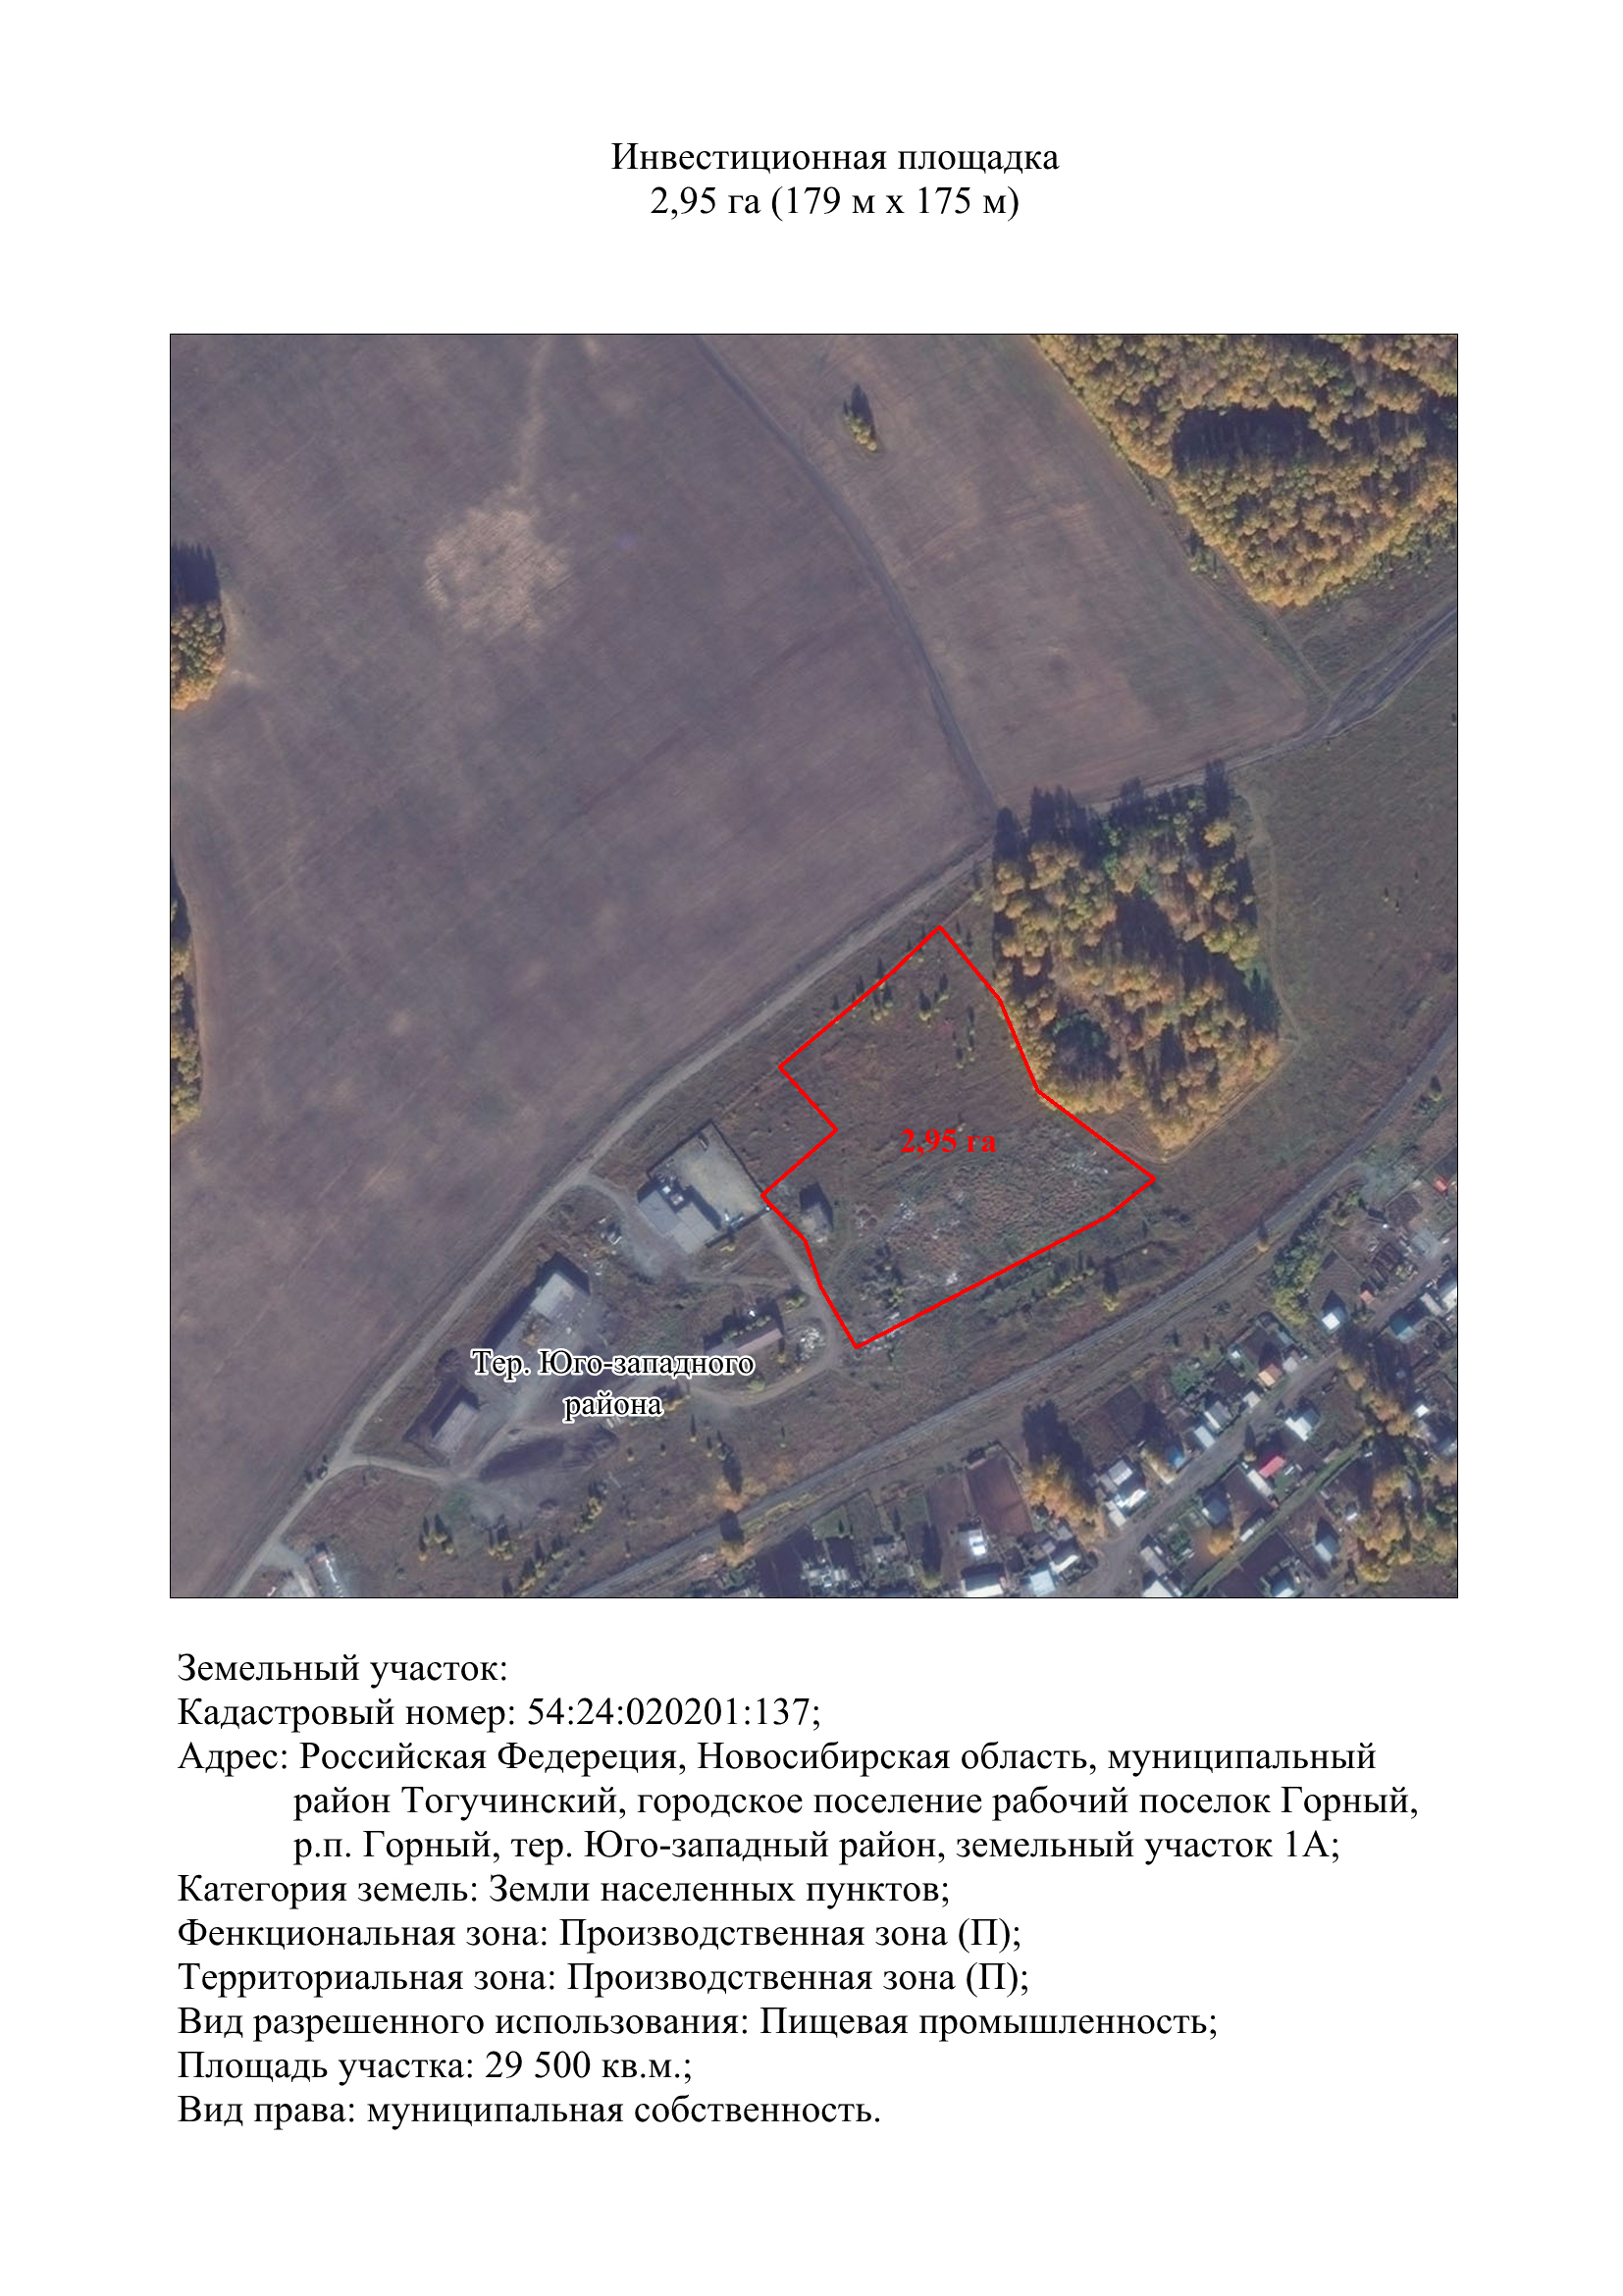 Инвестиционная площадка
2,95 га (179 м х 175 м)
2,95 га
Тер. Юго-западного
района
Земельный участок:
Кадастровый номер: 54:24:020201:137;
Адрес: Российская Федереция, Новосибирская область, муниципальный
район Тогучинский, городское поселение рабочий поселок Горный,
р.п. Горный, тер. Юго-западный район, земельный участок 1А;
Категория земель: Земли населенных пунктов;
Фенкциональная зона: Производственная зона (П);
Территориальная зона: Производственная зона (П);
Вид разрешенного использования: Пищевая промышленность;
Площадь участка: 29 500 кв.м.;
Вид права: муниципальная собственность.